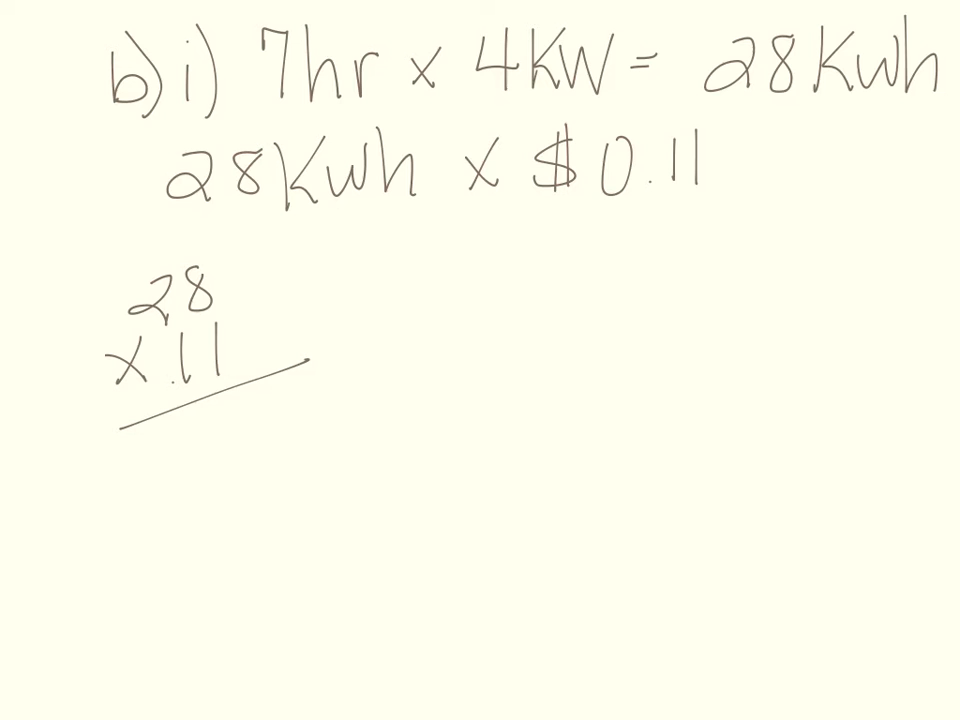 b) i) 7hr x 4KW = 28Kwh
28Kwh x $0.11
28
x .11